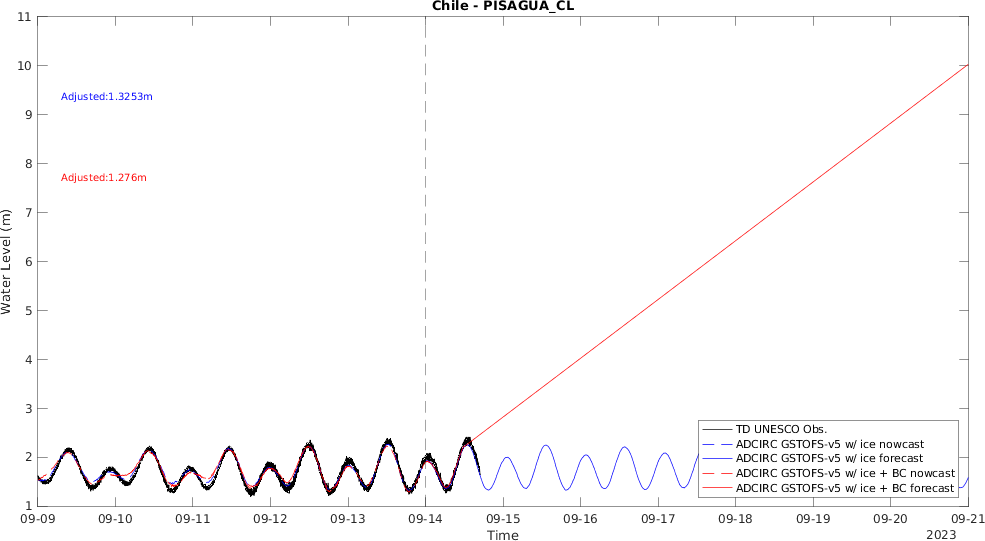 Chile - PISAGUA_CL
11
10
9
8
7
6
5
4
3
2
1
Water Level (m)
Adjusted:1.3253m
Adjusted:1.276m
TD UNESCO Obs.
ADCIRC GSTOFS-v5 w/ ice nowcast
ADCIRC GSTOFS-v5 w/ ice forecast
ADCIRC GSTOFS-v5 w/ ice + BC nowcast
ADCIRC GSTOFS-v5 w/ ice + BC forecast
09-09 09-10 09-11 09-12 09-13 09-14 09-15 09-16 09-17 09-18 09-19 09-20 09-21
Time
2023